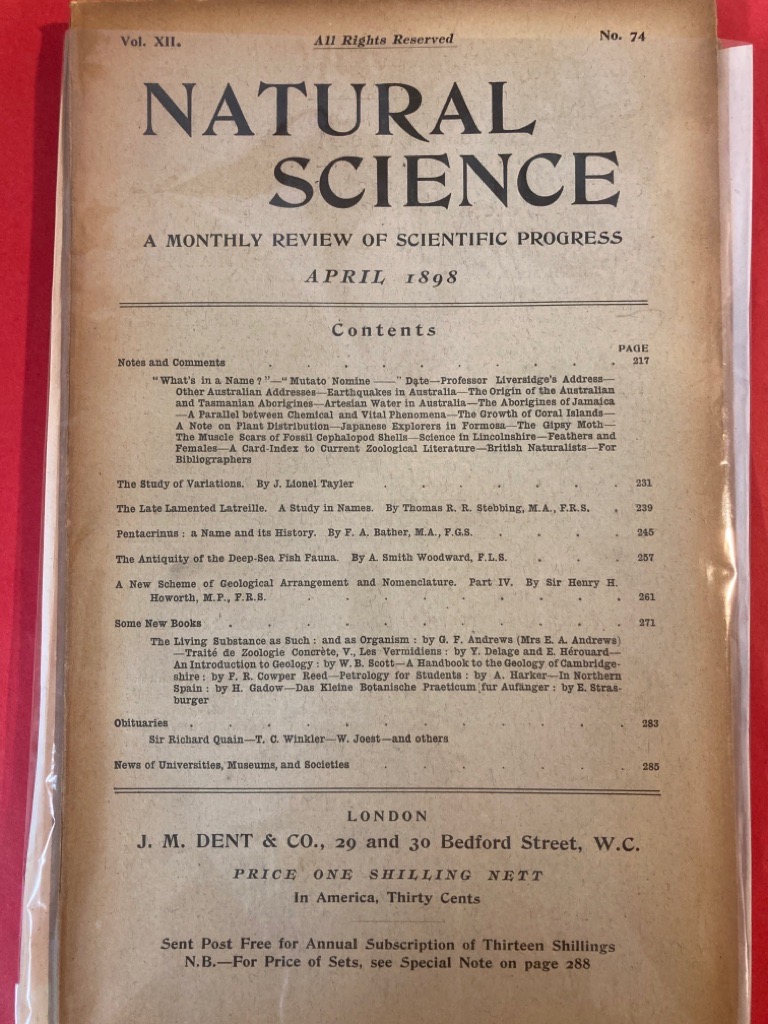 Vol. XII.
All Rights Reserved
No. 74
NATURAL
SCIENCE
A MONTHLY REVIEW OF SCIENTIFIC PROGRESS
APRIL 1898
Contents
PAGE
Notes and Comments . . . . . . . . . . 217
"What's in a Name?"—"Mutato Nomine ——" Date—Professor Liversidge's Address—
Other Australian Addresses—Earthquakes in Australia—The Origin of the Australian
and Tasmanian Aborigines—Artesian Water in Australia—The Aborigines of Jamaica
—A Parallel between Chemical and Vital Phenomena—The Growth of Coral Islands—
A Note on Plant Distribution—Japanese Explorers in Formosa—The Gipsy Moth—
The Muscle Scars of Fossil Cephalopod Shells—Science in Lincolnshire—Feathers and
Females—A Card-Index to Current Zoological Literature—British Naturalists—For
Bibliographers
The Study of Variations. By J. Lionel Tayler . . . . . . . 231
The Late Lamented Latreille. A Study in Names. By Thomas R. R. Stebbing, M.A., F.R.S. . 239
Pentacrinus: a Name and its History. By F. A. Bather, M.A., F.G.S. . . . . 245
The Antiquity of the Deep-Sea Fish Fauna. By A. Smith Woodward, F.L.S. . . . 257
A New Scheme of Geological Arrangement and Nomenclature. Part IV. By Sir Henry H.
Howorth, M.P., F.R.S. . . . . . . . . . 261
Some New Books . . . . . . . . . . . 271
The Living Substance as Such: and as Organism: by G. F. Andrews (Mrs E. A. Andrews)
—Traité de Zoologie Concrète, V., Les Vermidiens: by Y. Delage and E. Hérouard—
An Introduction to Geology: by W. B. Scott—A Handbook to the Geology of Cambridge-
shire: by F. R. Cowper Reed—Petrology for Students: by A. Harker—In Northern
Spain: by H. Gadow—Das Kleine Botanische Praeticum fur Aufänger: by E. Stras-
burger
Obituaries . . . . . . . . . . . . 283
Sir Richard Quain—T. C. Winkler—W. Joest—and others
News of Universities, Museums, and Societies . . . . . . . 285
LONDON
J. M. DENT & CO., 29 and 30 Bedford Street, W.C.
PRICE ONE SHILLING NETT
In America, Thirty Cents
Sent Post Free for Annual Subscription of Thirteen Shillings
N.B.—For Price of Sets, see Special Note on page 288